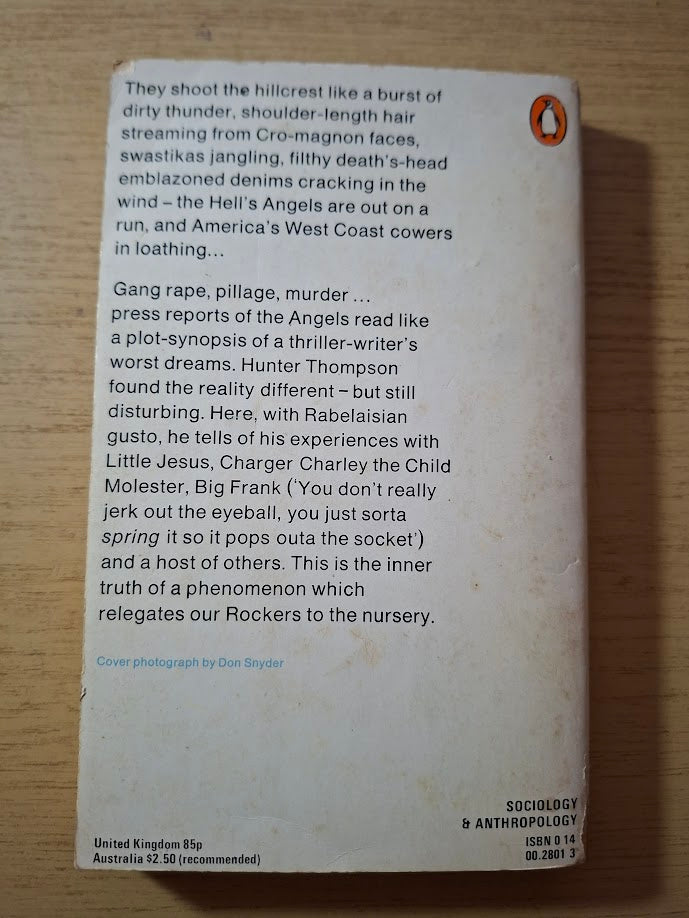 They shoot the hillcrest like a burst of
dirty thunder, shoulder-length hair
streaming from Cro-magnon faces,
swastikas jangling, filthy death's-head
emblazoned denims cracking in the
wind – the Hell's Angels are out on a
run, and America's West Coast cowers
in loathing...
Gang rape, pillage, murder ...
press reports of the Angels read like
a plot-synopsis of a thriller-writer's
worst dreams. Hunter Thompson
found the reality different – but still
disturbing. Here, with Rabelaisian
gusto, he tells of his experiences with
Little Jesus, Charger Charley the Child
Molester, Big Frank ('You don't really
jerk out the eyeball, you just sorta
spring it so it pops outa the socket')
and a host of others. This is the inner
truth of a phenomenon which
relegates our Rockers to the nursery.
Cover photograph by Don Snyder
United Kingdom 85p
Australia $2.50 (recommended)
SOCIOLOGY
& ANTHROPOLOGY
ISBN 0 14
00.2801 3